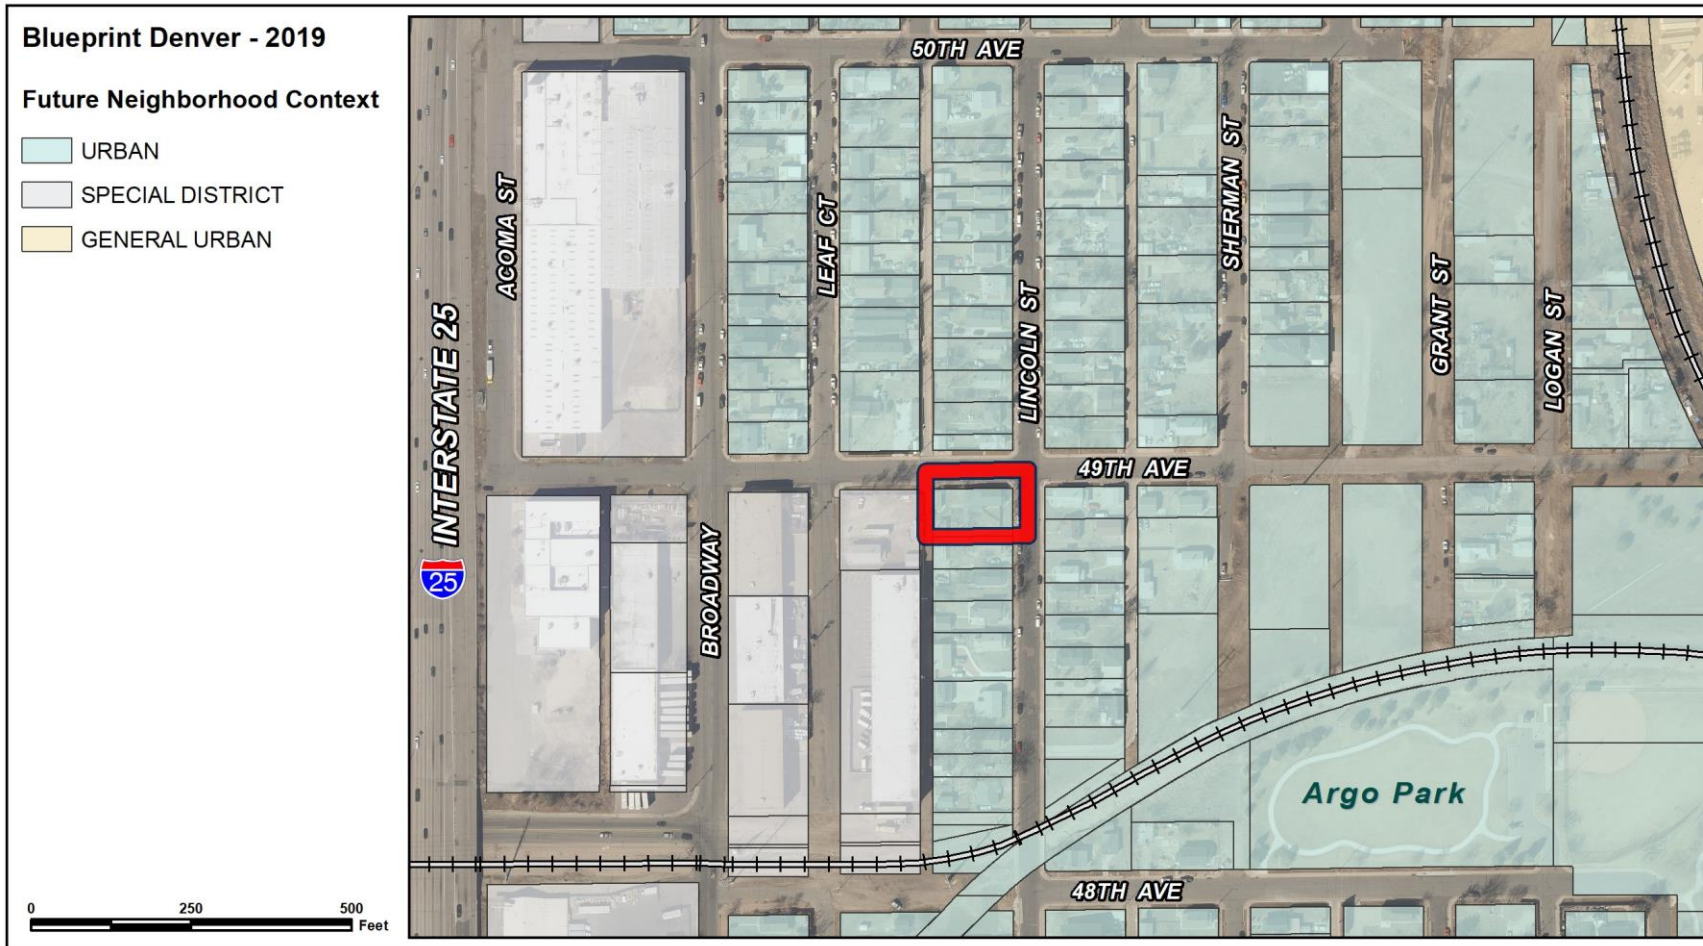 Blueprint Denver - 2019
Future Neighborhood Context
URBAN
SPECIAL DISTRICT
GENERAL URBAN
50TH AVE
ACOMA ST
LEAF CT
SHERMAN ST
LINCOLN ST
GRANT ST
LOGAN ST
INTERSTATE 25
25
49TH AVE
BROADWAY
Argo Park
48TH AVE
0 250 500
Feet